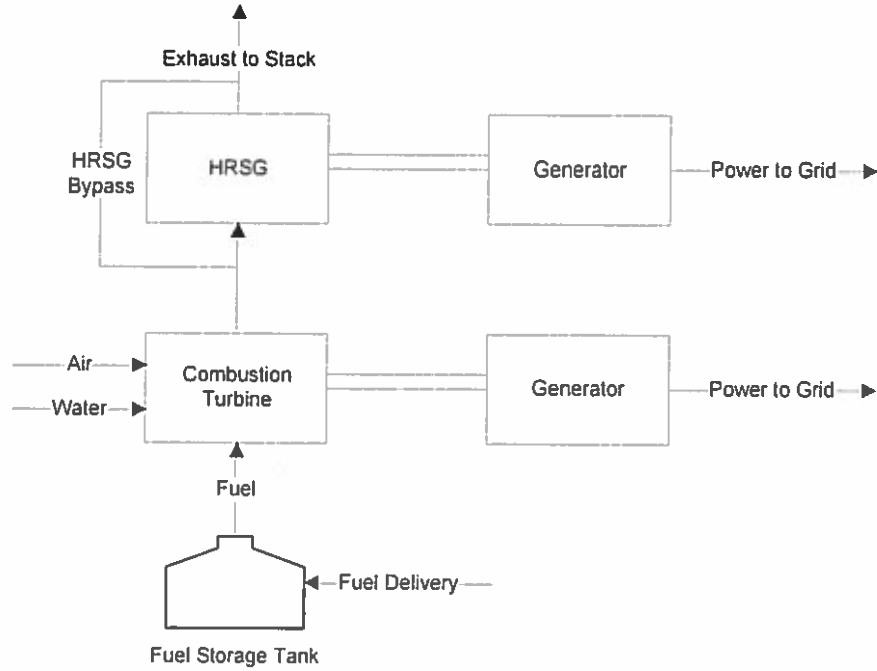 Exhaust to Stack
HRSG
Bypass
HRSG
Generator
Power to Grid
Air
Water
Combustion
Turbine
Generator
Power to Grid
Fuel
Fuel Delivery
Fuel Storage Tank